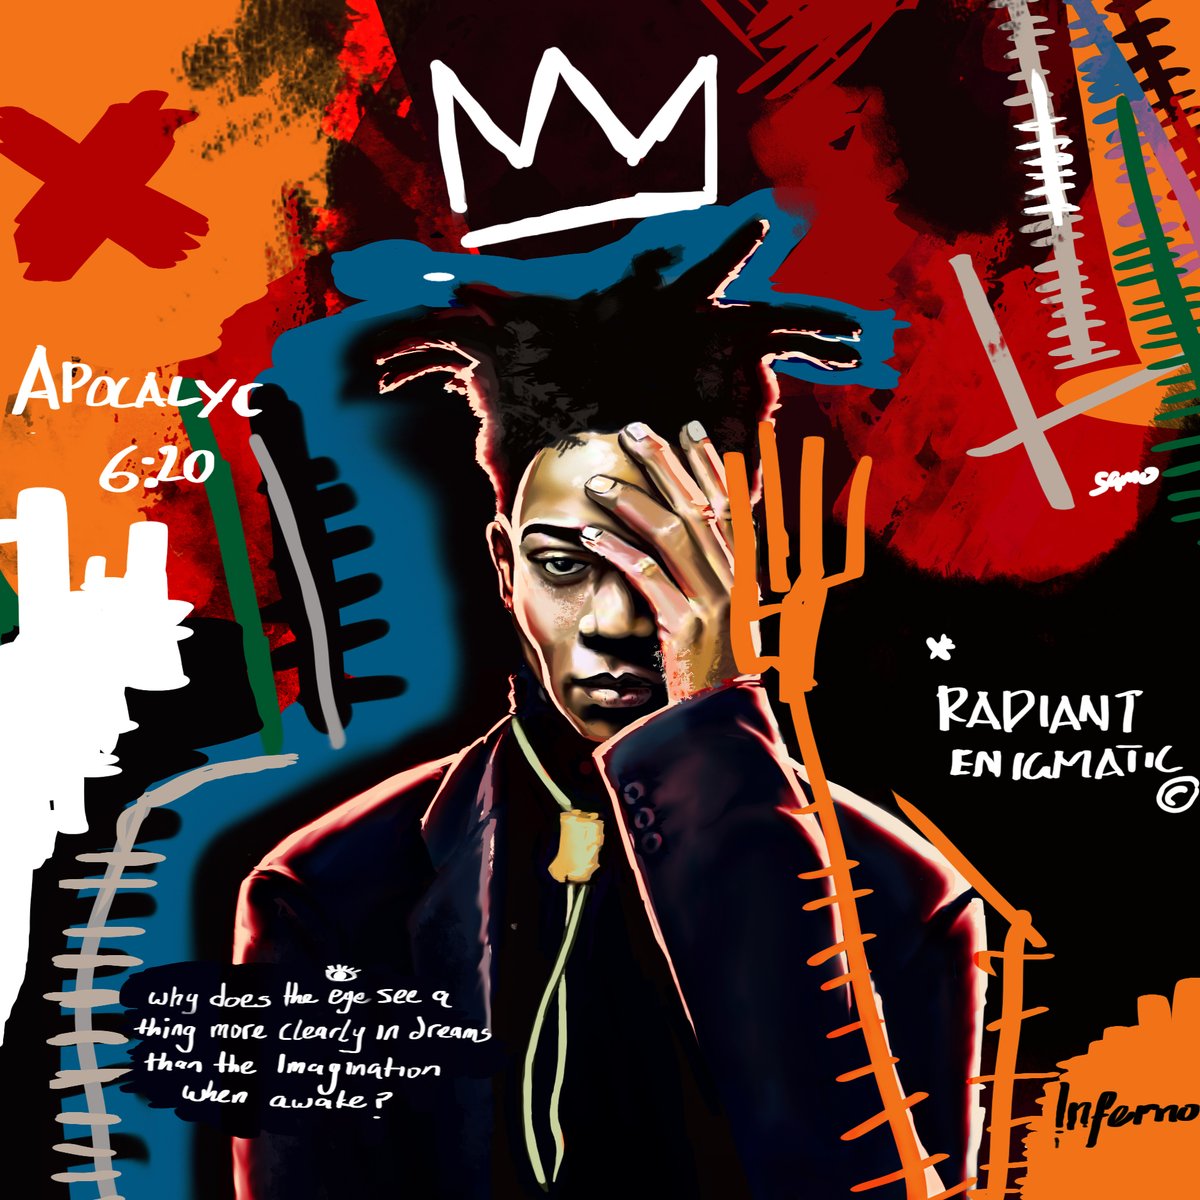 APOCALYC
6:20
SAMO
RADIANT
ENIGMATIC
©
why does the eye see a
thing more clearly in dreams
than the Imagination
when awake?
Inferno